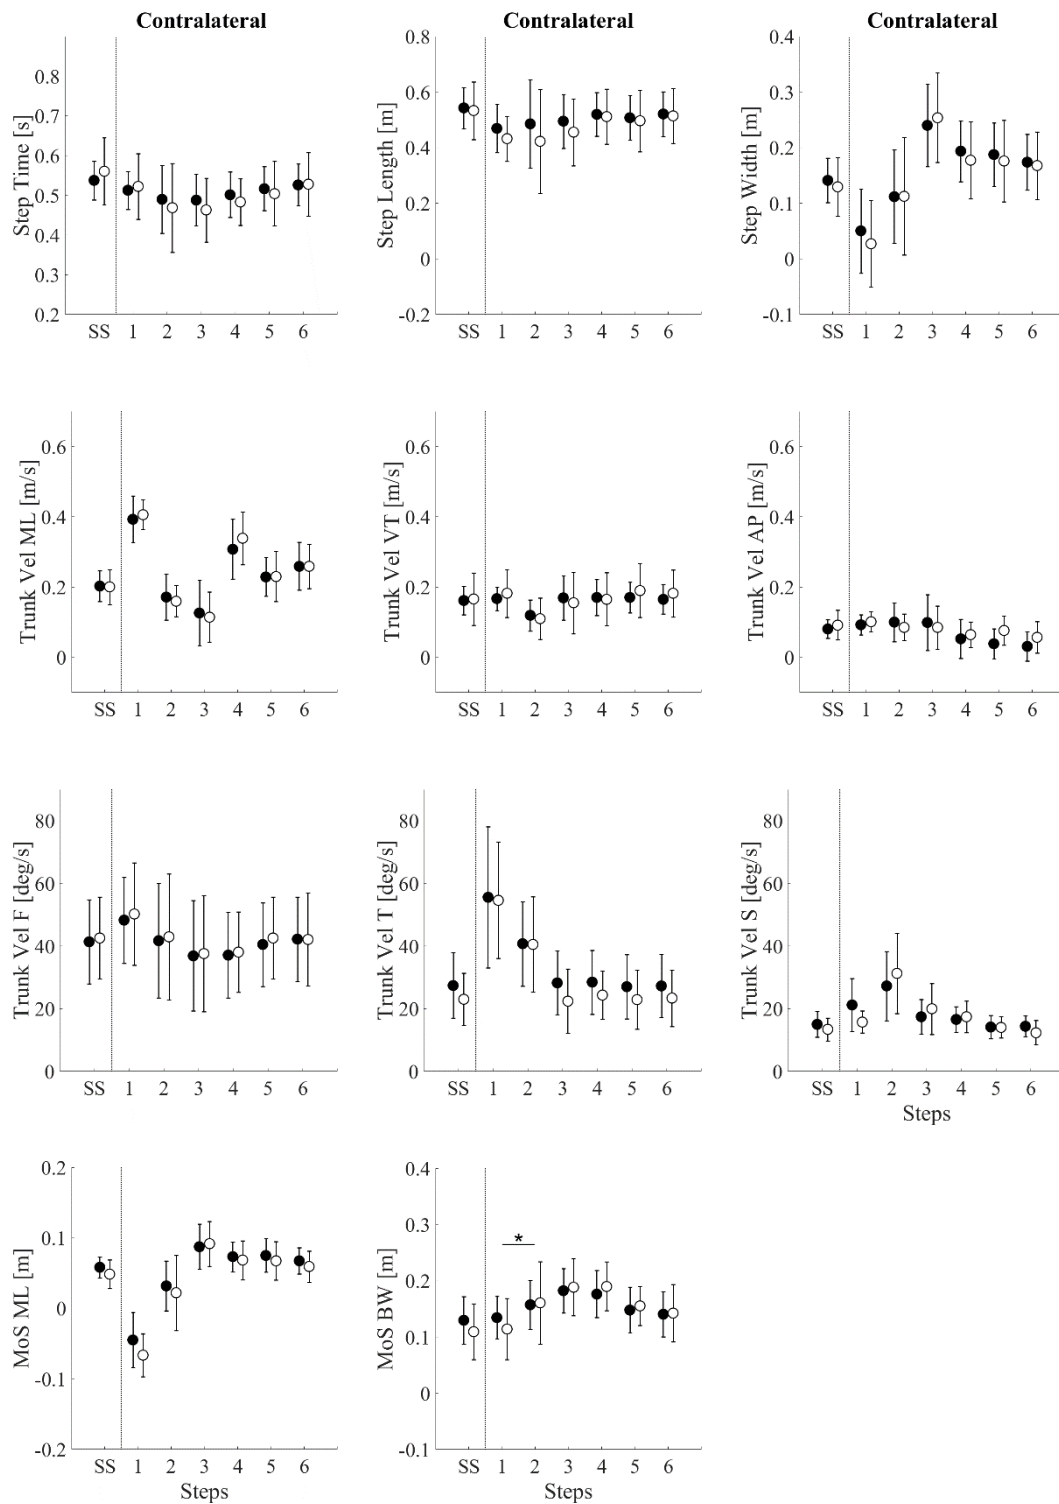 Contralateral Contralateral Contralateral
Step Time [s]
0.8
0.7
0.6
0.5
0.4
0.3
0.2
SS 1 2 3 4 5 6
Step Length [m]
0.6
0.4
0.2
0
-0.2
SS 1 2 3 4 5 6
Step Width [m]
0.4
0.3
0.2
0.1
0
-0.1
SS 1 2 3 4 5 6
Trunk Vel ML [m/s]
0.6
0.4
0.2
0
SS 1 2 3 4 5 6
Trunk Vel VT [m/s]
0.6
0.4
0.2
0
SS 1 2 3 4 5 6
Trunk Vel AP [m/s]
0.6
0.4
0.2
0
SS 1 2 3 4 5 6
Trunk Vel F [deg/s]
80
60
40
20
0
SS 1 2 3 4 5 6
Trunk Vel T [deg/s]
80
60
40
20
0
SS 1 2 3 4 5 6
Trunk Vel S [deg/s]
80
60
40
20
0
SS 1 2 3 4 5 6
Steps
MoS ML [m]
0.2
0.1
0
-0.1
-0.2
SS 1 2 3 4 5 6
Steps
MoS BW [m]
0.4
0.3
0.2
0.1
0
-0.1
*
SS 1 2 3 4 5 6
Steps